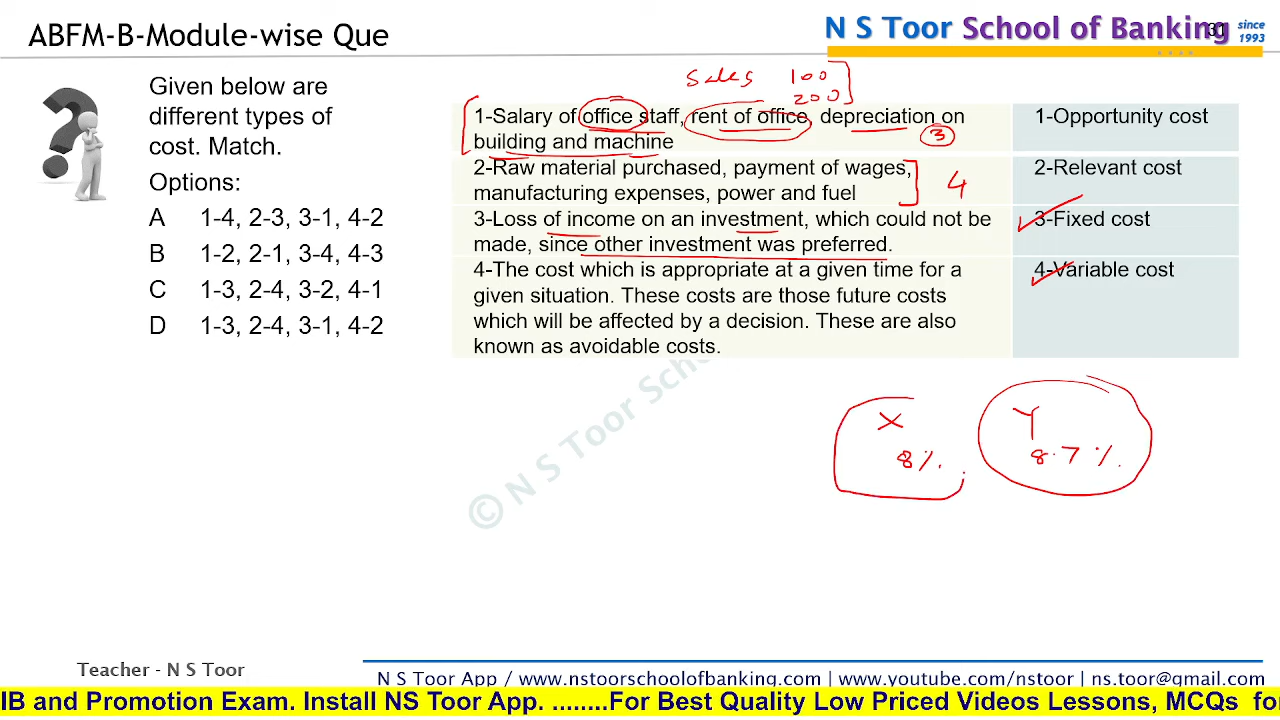 ABFM-B-Module-wise Que
N S Toor School of Banking
since
1993
31
Given below are
different types of
cost. Match.
Options:
A 1-4, 2-3, 3-1, 4-2
B 1-2, 2-1, 3-4, 4-3
C 1-3, 2-4, 3-2, 4-1
D 1-3, 2-4, 3-1, 4-2
Sales 100
200
1-Salary of office staff, rent of office, depreciation on
building and machine
3
1-Opportunity cost
2-Raw material purchased, payment of wages,
manufacturing expenses, power and fuel
4
2-Relevant cost
3-Loss of income on an investment, which could not be
made, since other investment was preferred.
3-Fixed cost
4-The cost which is appropriate at a given time for a
given situation. These costs are those future costs
which will be affected by a decision. These are also
known as avoidable costs.
4-Variable cost
X
8%
Y
8.7%
© N S Toor Sch
Teacher - N S Toor
N S Toor App / www.nstoorschoolofbanking.com | www.youtube.com/nstoor | ns.toor@gmail.com
IB and Promotion Exam. Install NS Toor App. ........For Best Quality Low Priced Videos Lessons, MCQs fo